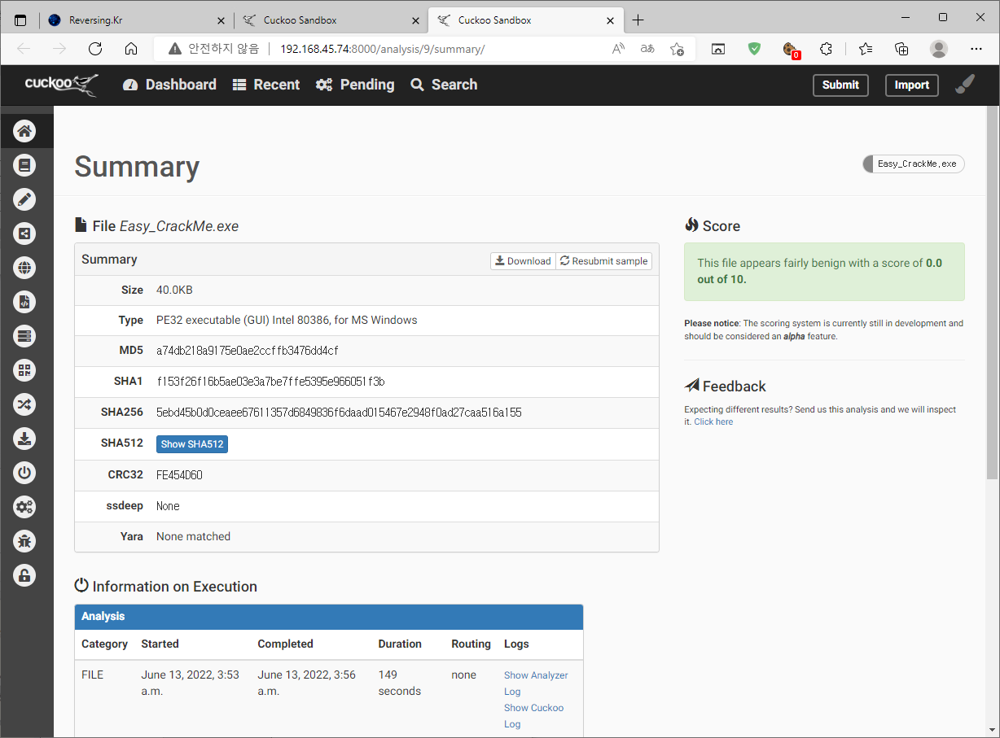 Reversing.Kr
Cuckoo Sandbox
Cuckoo Sandbox
안전하지 않음
192.168.45.74:8000/analysis/9/summary/
0
cuckoo
Dashboard
Recent
Pending
Search
Submit
Import
Summary
Easy_CrackMe.exe
File Easy_CrackMe.exe
Summary
Download
Resubmit sample
Size 40.0KB
Type PE32 executable (GUI) Intel 80386, for MS Windows
MD5 a74db218a9175e0ae2ccffb3476dd4cf
SHA1 f153f26f16b5ae03e3a7be7ffe5395e966051f3b
SHA256 5ebd45b0d0ceaee67611357d6849836f6daad015467e2948f0ad27caa516a155
SHA512 Show SHA512
CRC32 FE454D60
ssdeep None
Yara None matched
Score
This file appears fairly benign with a score of 0.0
out of 10.
Please notice: The scoring system is currently still in development and
should be considered an alpha feature.
Feedback
Expecting different results? Send us this analysis and we will inspect
it. Click here
Information on Execution
Analysis
Category Started Completed Duration Routing Logs
FILE June 13, 2022, 3:53 June 13, 2022, 3:56 149 none Show Analyzer
a.m. a.m. seconds Log
Show Cuckoo
Log